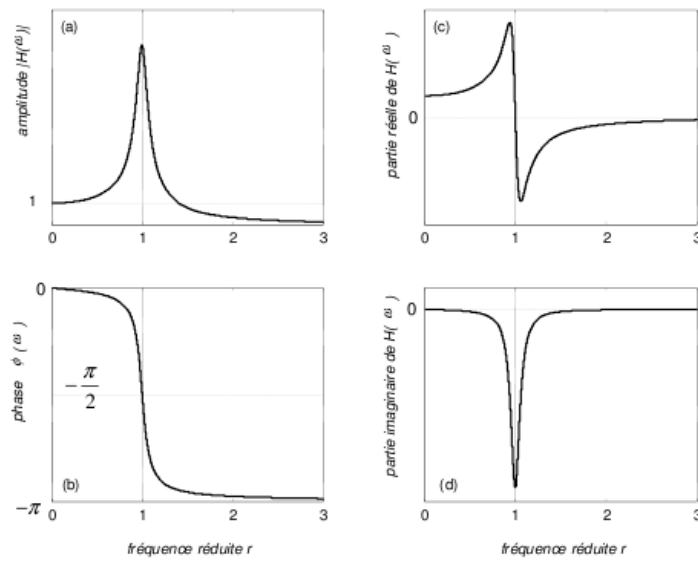 (a)
amplitude |H(ω)|
1
0
1
2
3
(c)
partie réelle de H(ω)
0
0
1
2
3
(b)
phase ϕ(ω)
0
−π/2
−π
0
1
2
3
fréquence réduite r
(d)
partie imaginaire de H(ω)
0
0
1
2
3
fréquence réduite r